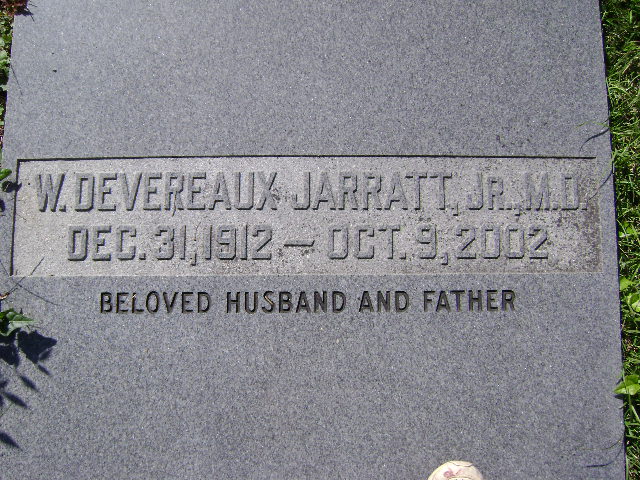 W. DEVEREAUX JARRATT, JR., M.D.
DEC. 31, 1912 — OCT. 9, 2002
BELOVED HUSBAND AND FATHER